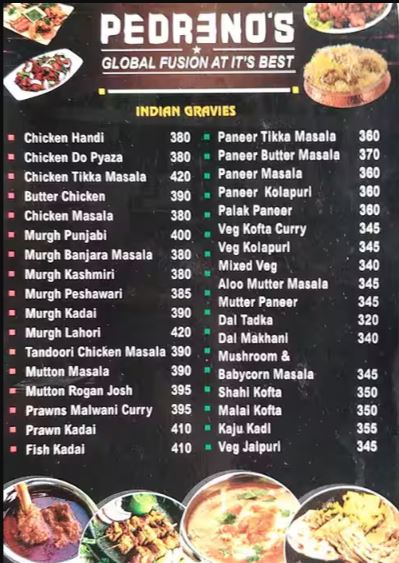 PEDRENO'S
GLOBAL FUSION AT IT'S BEST
INDIAN GRAVIES
Chicken Handi 380
Chicken Do Pyaza 380
Chicken Tikka Masala 420
Butter Chicken 390
Chicken Masala 380
Murgh Punjabi 400
Murgh Banjara Masala 380
Murgh Kashmiri 380
Murgh Peshawari 385
Murgh Kadai 390
Murgh Lahori 420
Tandoori Chicken Masala 390
Mutton Masala 390
Mutton Rogan Josh 395
Prawns Malwani Curry 395
Prawn Kadai 410
Fish Kadai 410
Paneer Tikka Masala 360
Paneer Butter Masala 370
Paneer Masala 360
Paneer Kolapuri 360
Palak Paneer 360
Veg Kofta Curry 345
Veg Kolapuri 345
Mixed Veg 340
Aloo Mutter Masala 345
Mutter Paneer 345
Dal Tadka 320
Dal Makhani 340
Mushroom &
Babycorn Masala 345
Shahi Kofta 350
Malai Kofta 350
Kaju Kadi 355
Veg Jaipuri 345